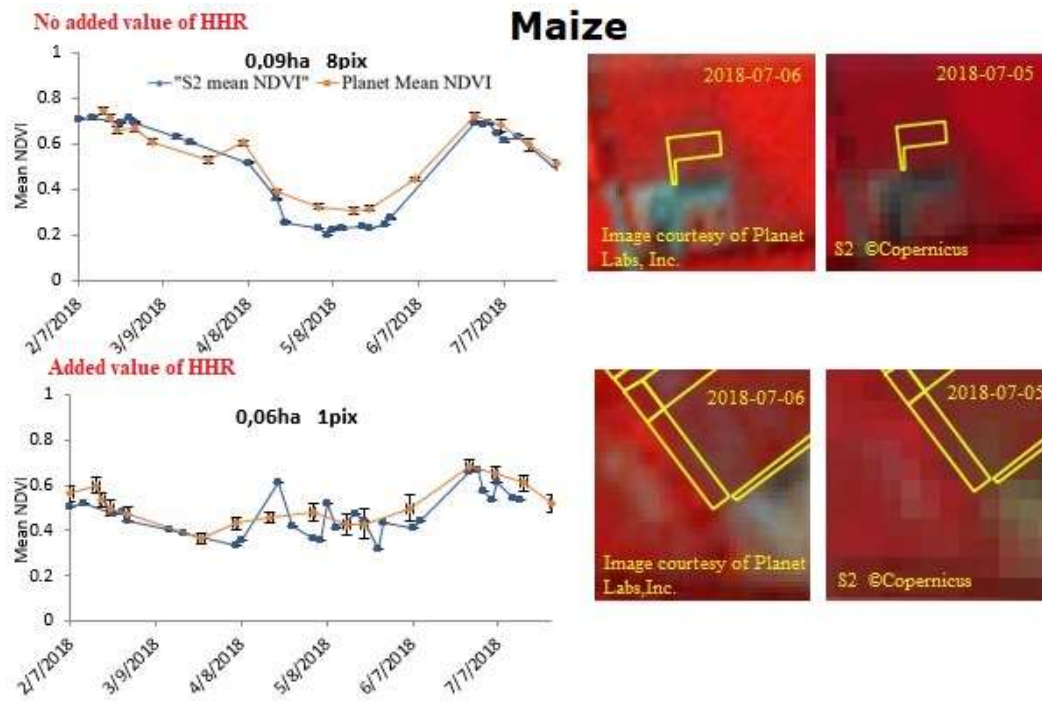 Maize
No added value of HHR
0,09ha 8pix
"S2 mean NDVI" Planet Mean NDVI
Mean NDVI
1
0.8
0.6
0.4
0.2
0
2/7/2018
3/9/2018
4/8/2018
5/8/2018
6/7/2018
7/7/2018
2018-07-06
Image courtesy of Planet
Labs, Inc.
2018-07-05
S2 ©Copernicus
Added value of HHR
0,06ha 1pix
Mean NDVI
1
0.8
0.6
0.4
0.2
0
2/7/2018
3/9/2018
4/8/2018
5/8/2018
6/7/2018
7/7/2018
2018-07-06
Image courtesy of Planet
Labs,Inc.
2018-07-05
S2 ©Copernicus